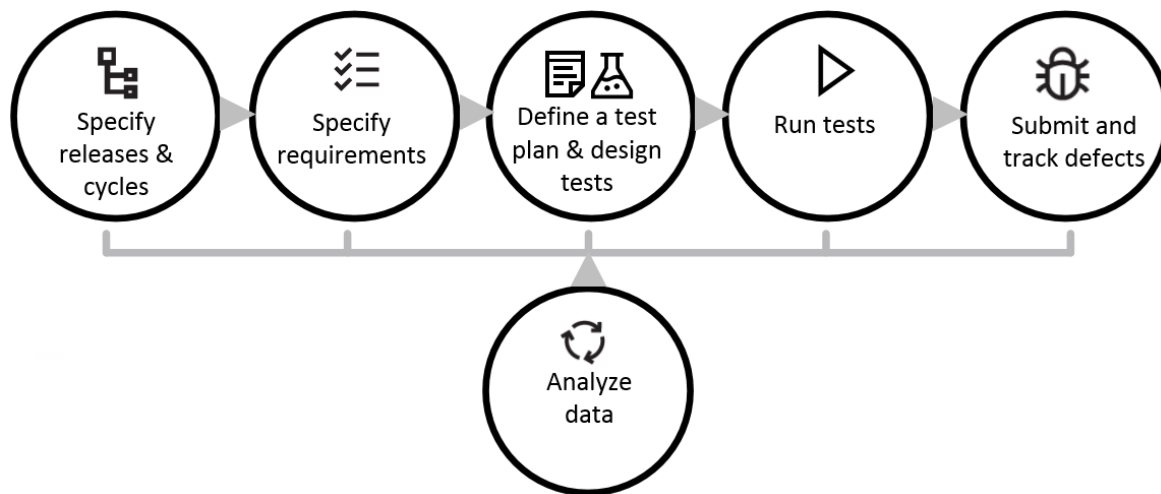 Specify
releases &
cycles
Specify
requirements
Define a test
plan & design
tests
Run tests
Submit and
track defects
Analyze
data